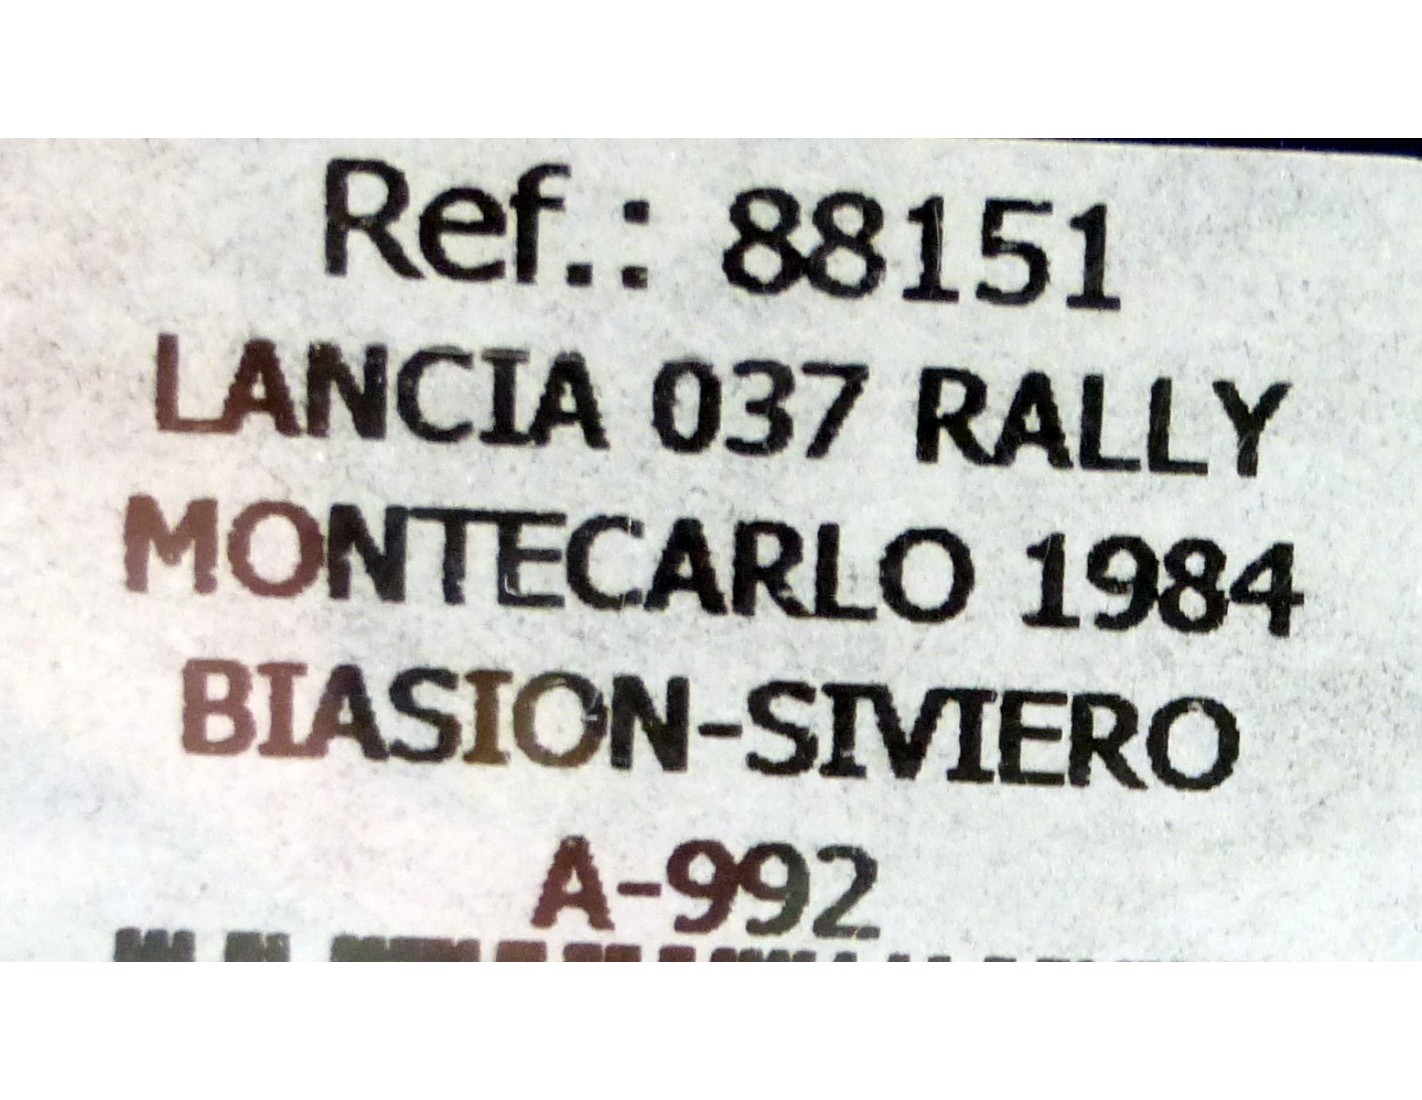 Ref.: 88151
LANCIA 037 RALLY
MONTECARLO 1984
BIASION-SIVIERO
A-992